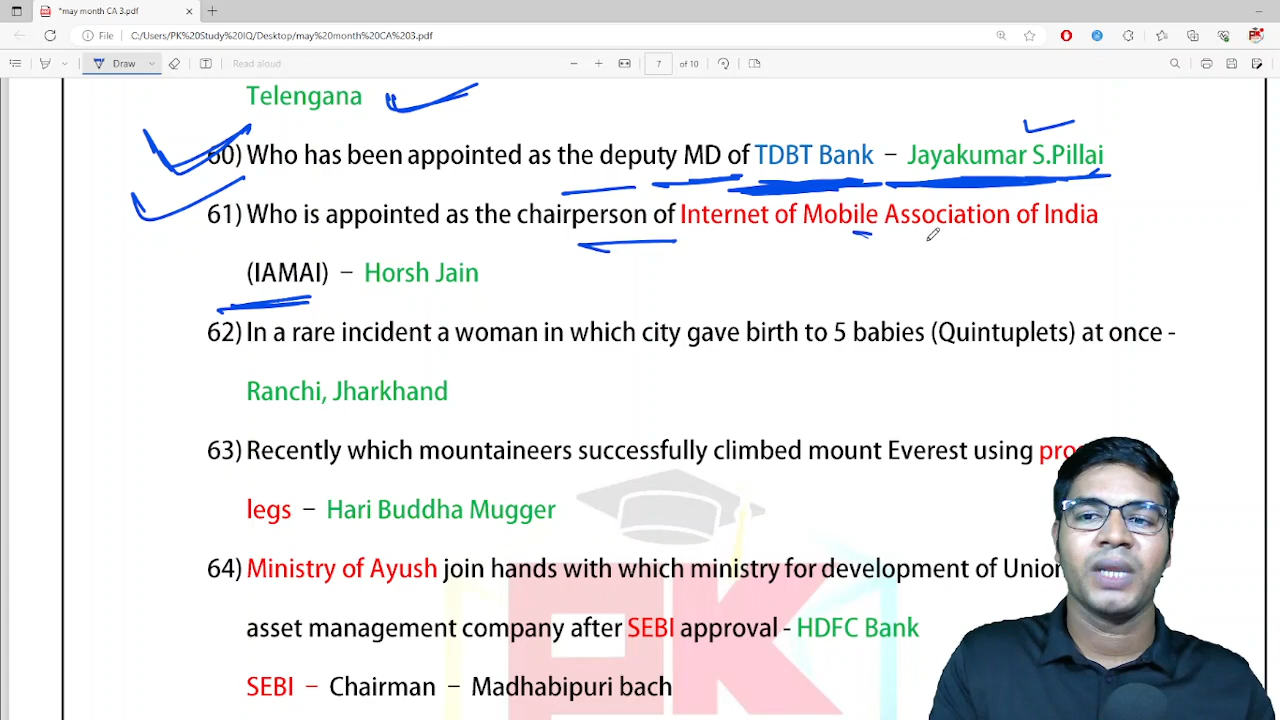 *may month CA 3.pdf
File C:/Users/PK%20Study%20IQ/Desktop/may%20month%20CA%203.pdf
Draw Read aloud 7 of 10
Telengana
60) Who has been appointed as the deputy MD of TDBT Bank – Jayakumar S.Pillai
61) Who is appointed as the chairperson of Internet of Mobile Association of India
(IAMAI) – Horsh Jain
62) In a rare incident a woman in which city gave birth to 5 babies (Quintuplets) at once -
Ranchi, Jharkhand
63) Recently which mountaineers successfully climbed mount Everest using
legs – Hari Buddha Mugger
64) Ministry of Ayush join hands with which ministry for development of
asset management company after SEBI approval - HDFC Bank
SEBI – Chairman – Madhabipuri bach